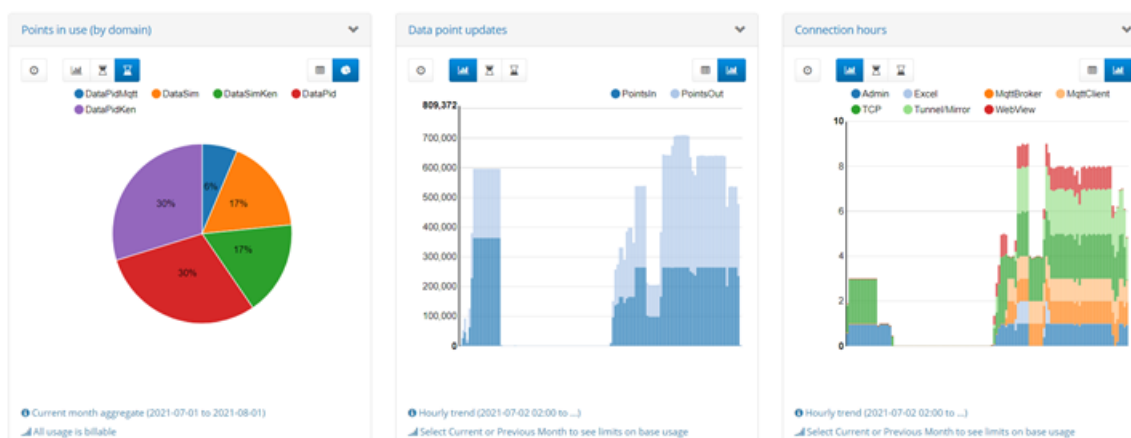 Points in use (by domain)
DataPidMqtt DataSim DataSimKen DataPid
DataPidKen
6%
17%
17%
30%
30%
Current month aggregate (2021-07-01 to 2021-08-01)
All usage is billable
Data point updates
PointsIn PointsOut
809,372
700,000
600,000
500,000
400,000
300,000
200,000
100,000
0
Hourly trend (2021-07-02 02:00 to ...)
Select Current or Previous Month to see limits on base usage
Connection hours
Admin Excel MqttBroker MqttClient
TCP Tunnel/Mirror WebView
10
8
6
4
2
0
Hourly trend (2021-07-02 02:00 to ...)
Select Current or Previous Month to see limits on base usage